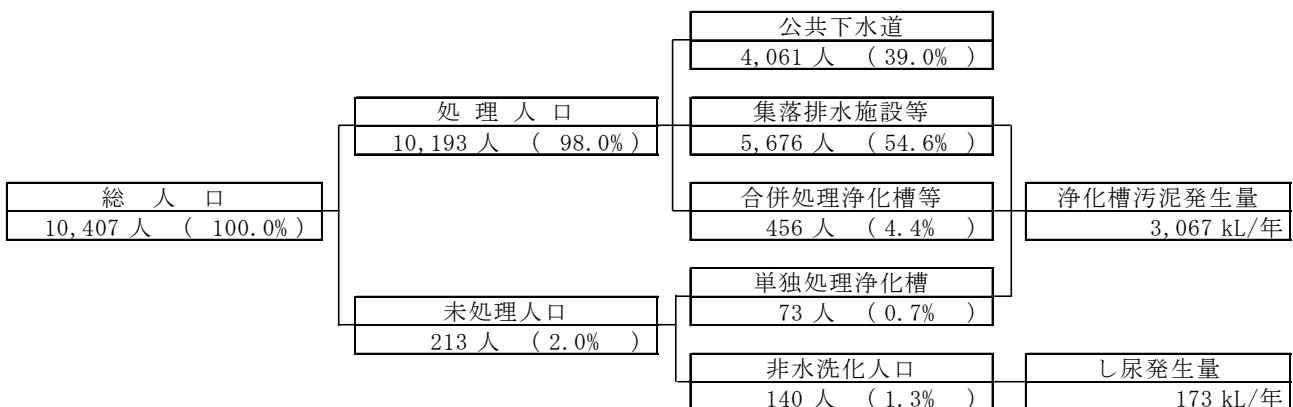 公共下水道
4,061 人 ( 39.0% )
処 理 人 口
10,193 人 ( 98.0% )
集落排水施設等
5,676 人 ( 54.6% )
総 人 口
10,407 人 ( 100.0% )
合併処理浄化槽等
456 人 ( 4.4% )
浄化槽汚泥発生量
3,067 kL/年
単独処理浄化槽
73 人 ( 0.7% )
未処理人口
213 人 ( 2.0% )
非水洗化人口
140 人 ( 1.3% )
し尿発生量
173 kL/年